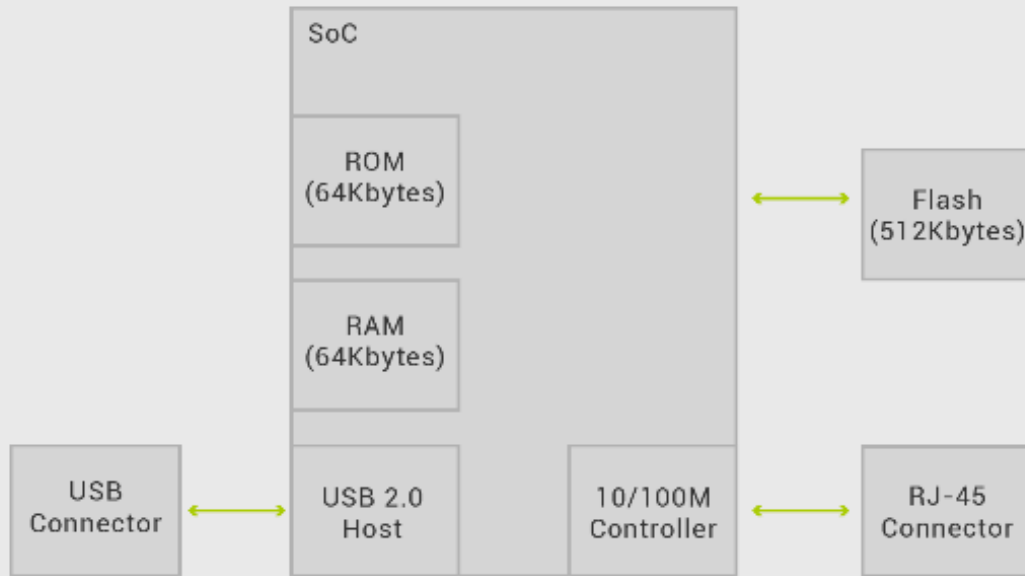 SoC
ROM
(64Kbytes)
Flash
(512Kbytes)
RAM
(64Kbytes)
USB
Connector
USB 2.0
Host
10/100M
Controller
RJ-45
Connector